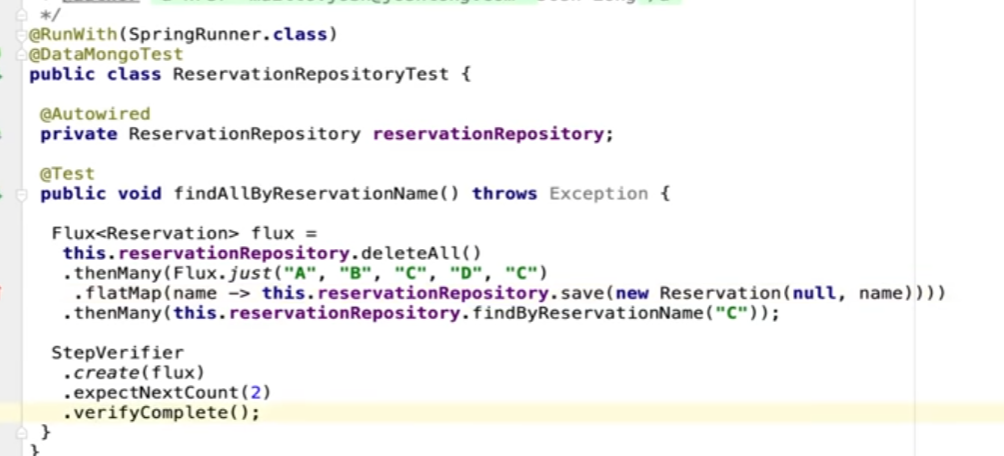 */
@RunWith(SpringRunner.class)
@DataMongoTest
public class ReservationRepositoryTest {
@Autowired
private ReservationRepository reservationRepository;
@Test
public void findAllByReservationName() throws Exception {
Flux<Reservation> flux =
this.reservationRepository.deleteAll()
.thenMany(Flux.just("A", "B", "C", "D", "C")
.flatMap(name -> this.reservationRepository.save(new Reservation(null, name))))
.thenMany(this.reservationRepository.findByReservationName("C"));
StepVerifier
.create(flux)
.expectNextCount(2)
.verifyComplete();
}
}